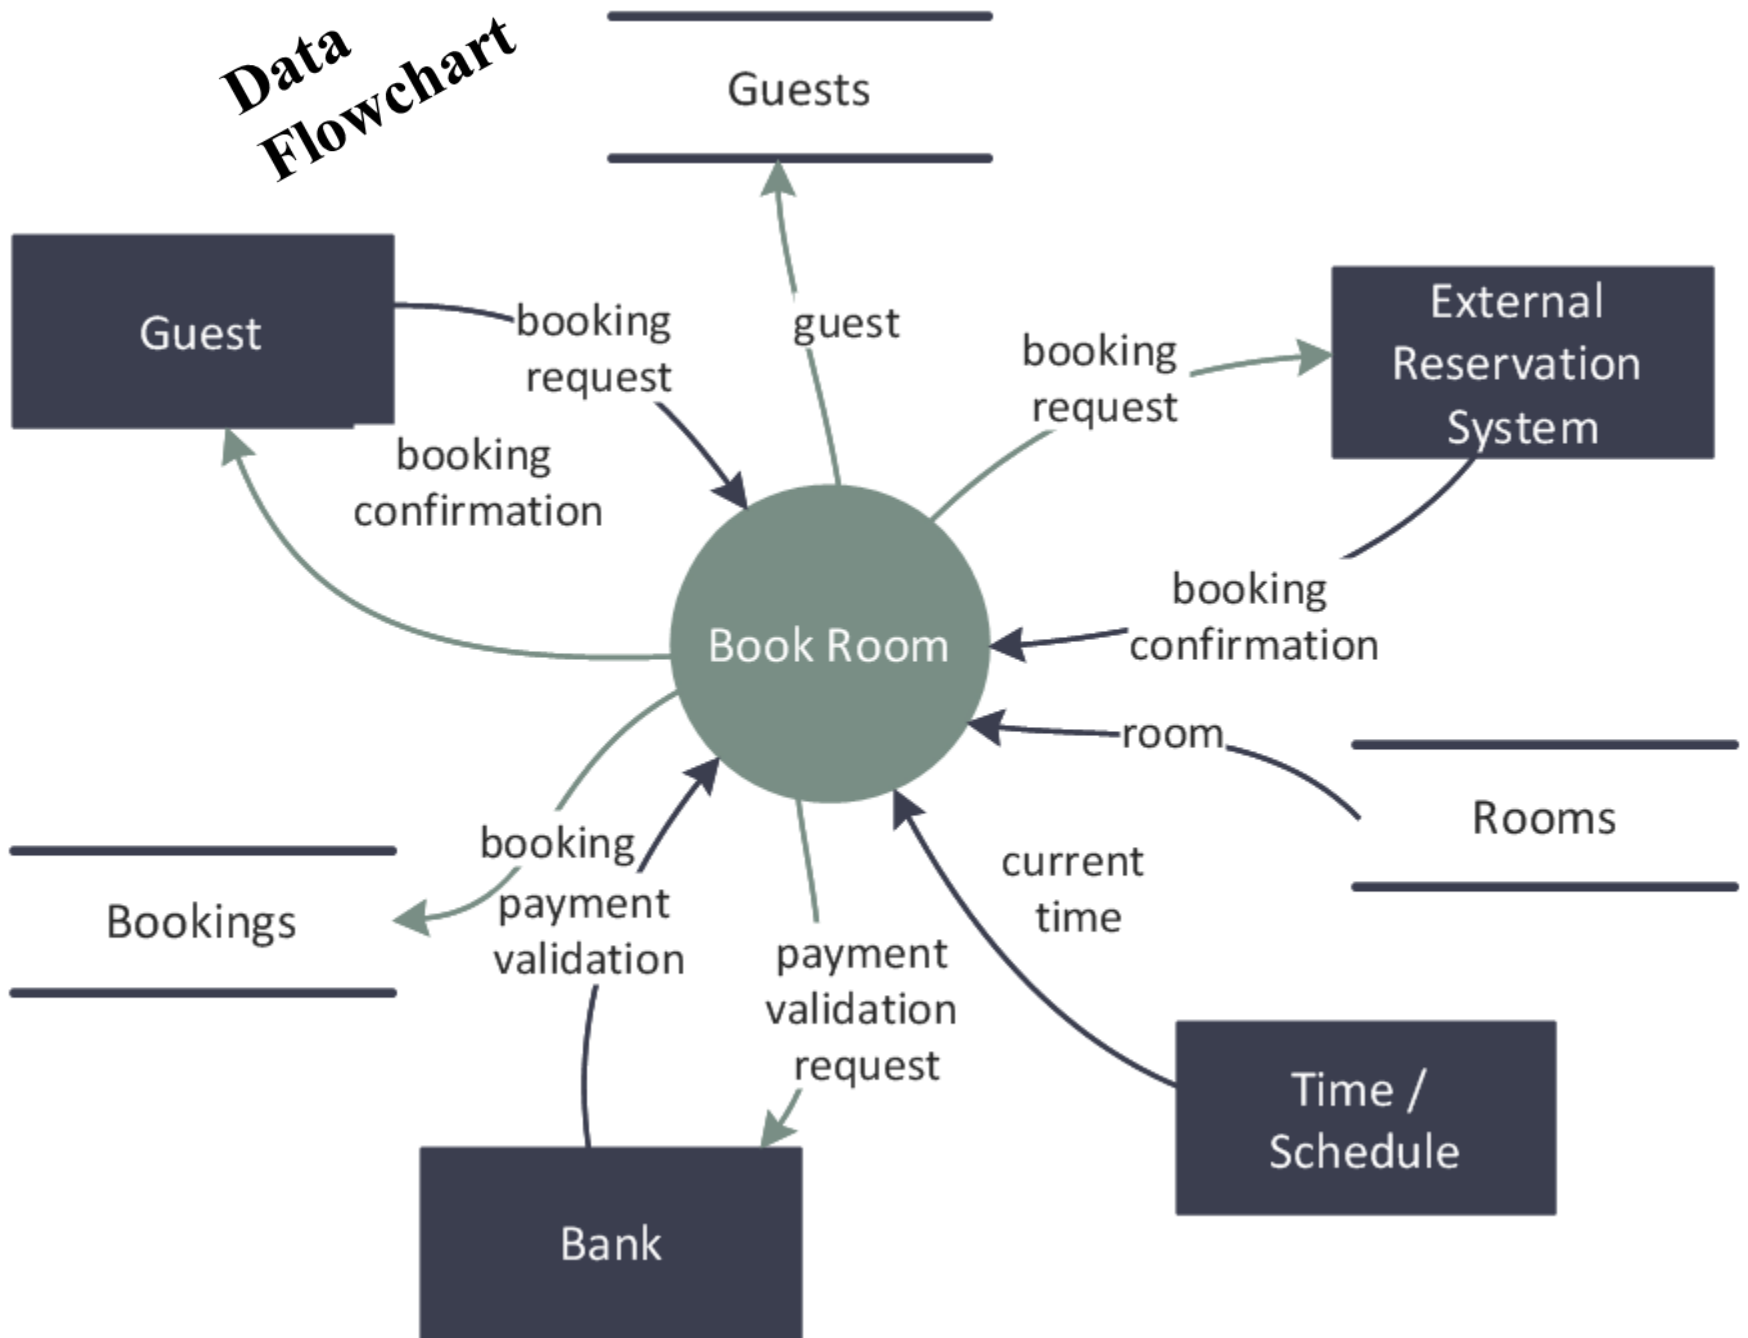 Data
Flowchart
Guests
Guest
booking
request
guest
booking
request
External
Reservation
System
booking
confirmation
booking
confirmation
Book Room
room
Rooms
booking
current
time
Bookings
payment
validation
payment
validation
request
Time /
Schedule
Bank